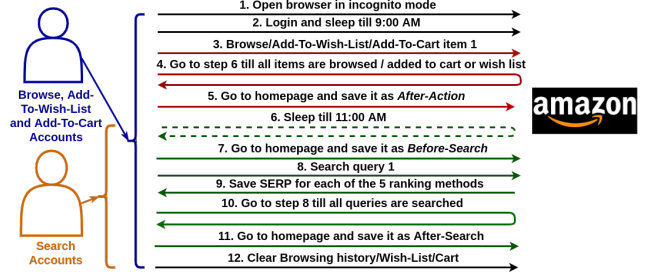 1. Open browser in incognito mode
2. Login and sleep till 9:00 AM
3. Browse/Add-To-Wish-List/Add-To-Cart item 1
4. Go to step 6 till all items are browsed / added to cart or wish list
5. Go to homepage and save it as After-Action
6. Sleep till 11:00 AM
7. Go to homepage and save it as Before-Search
8. Search query 1
9. Save SERP for each of the 5 ranking methods
10. Go to step 8 till all queries are searched
11. Go to homepage and save it as After-Search
12. Clear Browsing history/Wish-List/Cart
Browse, Add-
To-Wish-List
and Add-To-Cart
Accounts
Search
Accounts
amazon